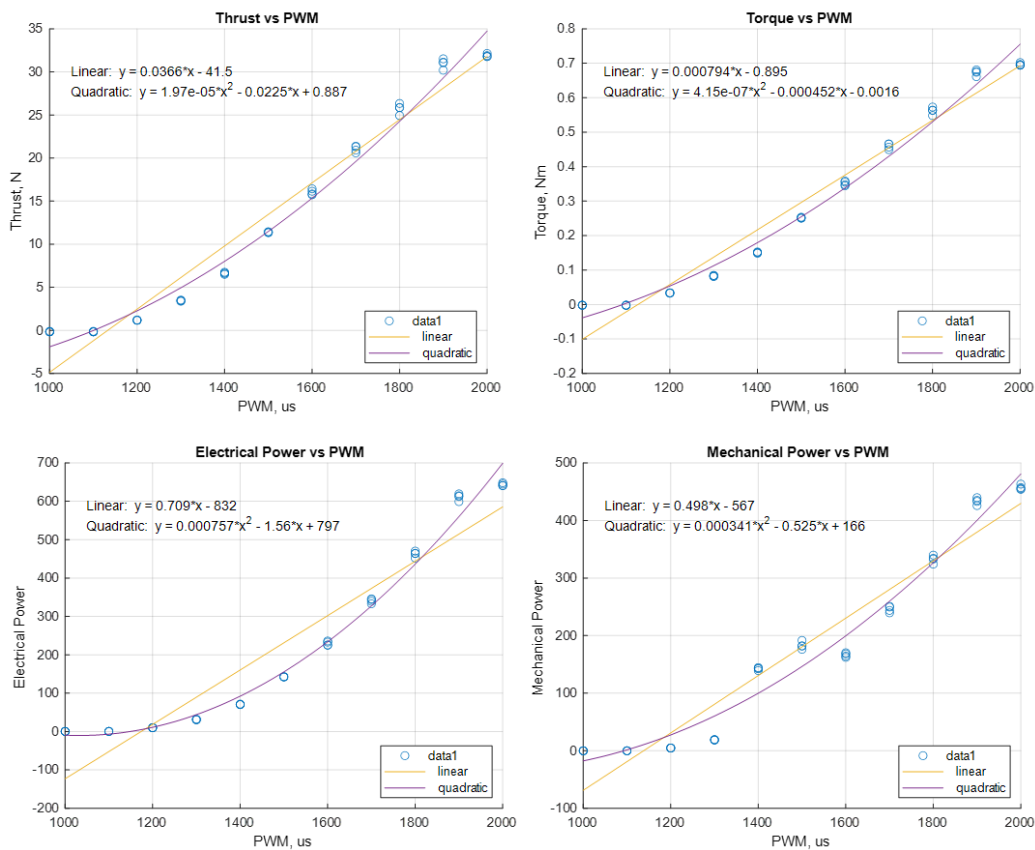 Thrust vs PWM
35
30
25
20
15
10
5
0
-5
Thrust, N
Linear: y = 0.0366*x - 41.5
Quadratic: y = 1.97e-05*x² - 0.0225*x + 0.887
data1
linear
quadratic
1000 1200 1400 1600 1800 2000
PWM, us
Torque vs PWM
0.8
0.7
0.6
0.5
0.4
0.3
0.2
0.1
0
-0.1
-0.2
Torque, Nm
Linear: y = 0.000794*x - 0.895
Quadratic: y = 4.15e-07*x² - 0.000452*x - 0.0016
data1
linear
quadratic
1000 1200 1400 1600 1800 2000
PWM, us
Electrical Power vs PWM
700
600
500
400
300
200
100
0
-100
-200
Electrical Power
Linear: y = 0.709*x - 832
Quadratic: y = 0.000757*x² - 1.56*x + 797
data1
linear
quadratic
1000 1200 1400 1600 1800 2000
PWM, us
Mechanical Power vs PWM
500
400
300
200
100
0
-100
Mechanical Power
Linear: y = 0.498*x - 567
Quadratic: y = 0.000341*x² - 0.525*x + 166
data1
linear
quadratic
1000 1200 1400 1600 1800 2000
PWM, us